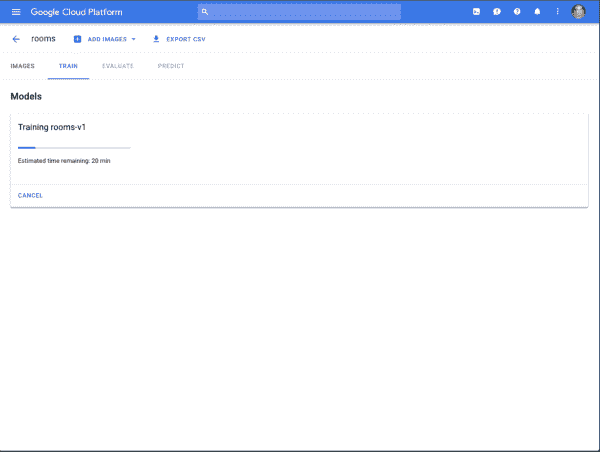 Google Cloud Platform
rooms ADD IMAGES EXPORT CSV
IMAGES TRAIN EVALUATE PREDICT
Models
Training rooms-v1
Estimated time remaining: 20 min
CANCEL